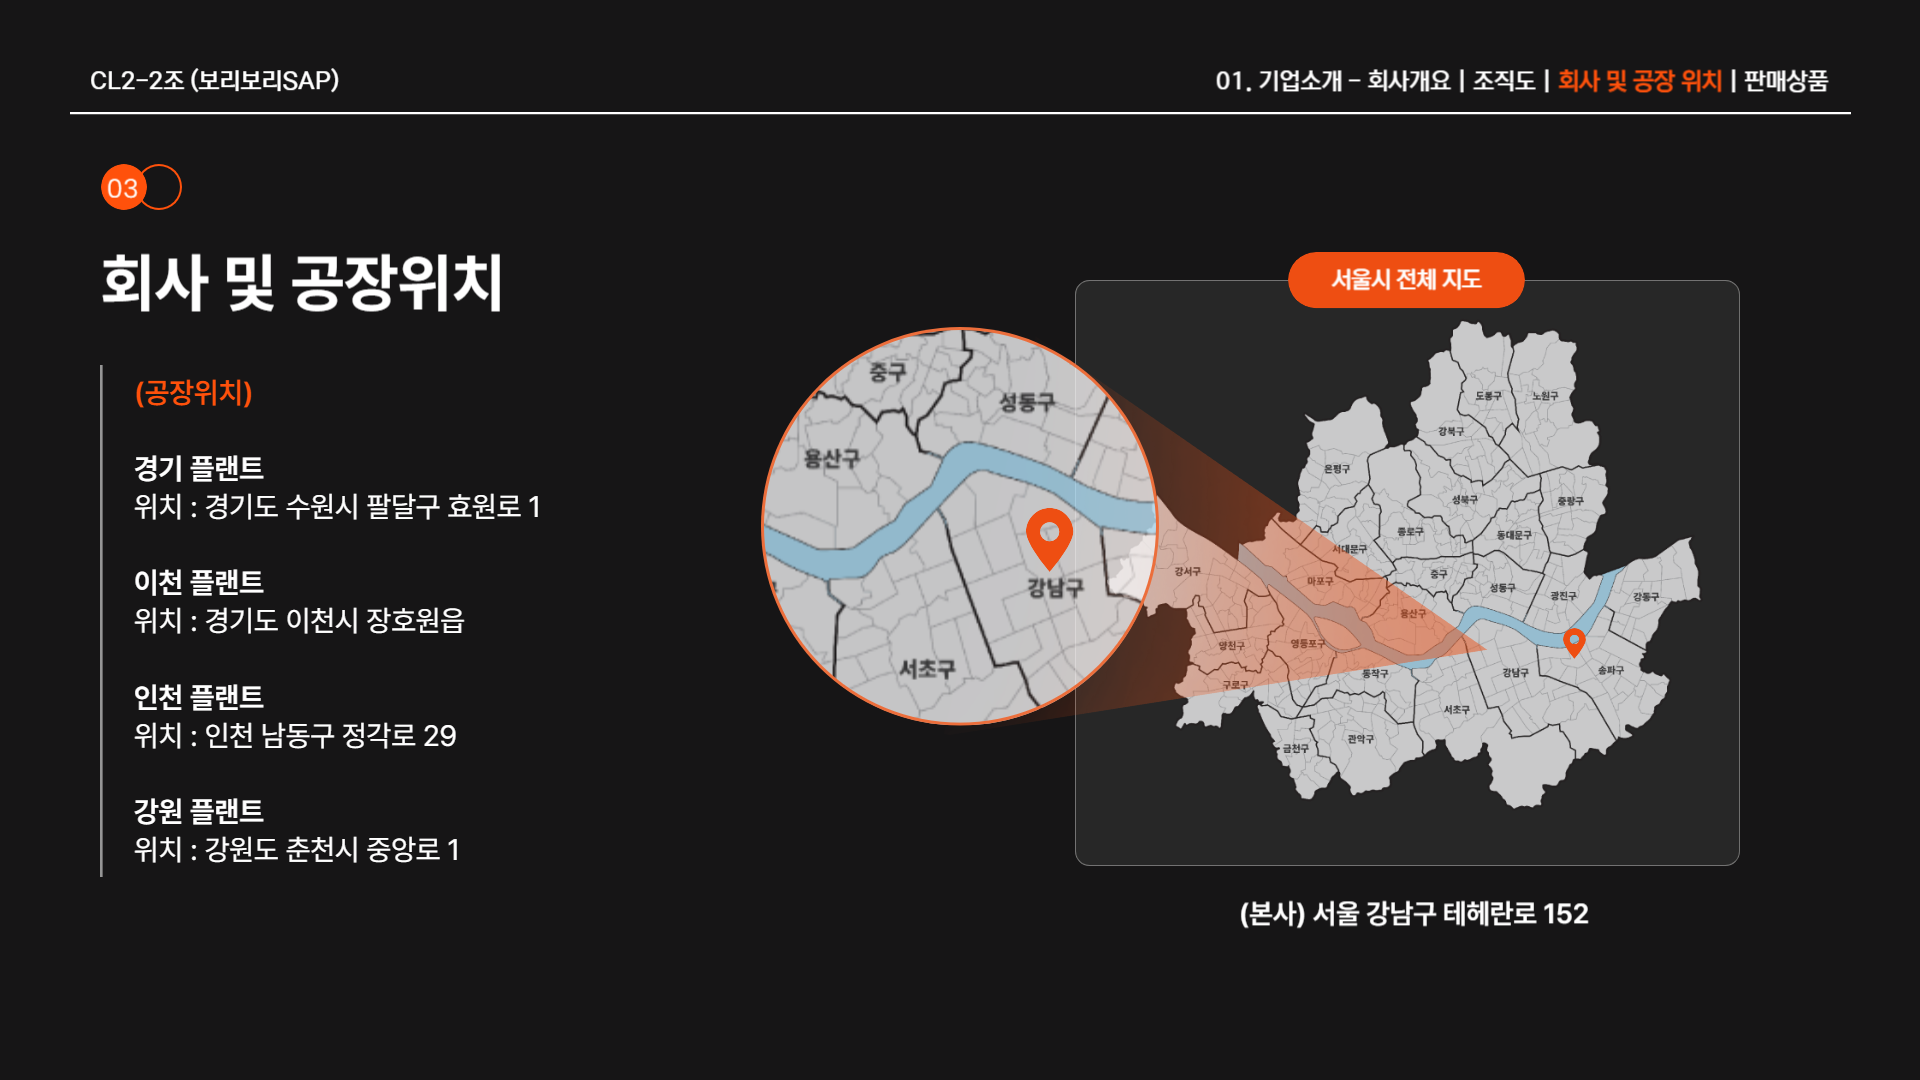 CL2-2조 (보리보리SAP)
01. 기업소개 - 회사개요 | 조직도 | 회사 및 공장 위치 | 판매상품
03
회사 및 공장위치
(공장위치)
경기 플랜트
위치 : 경기도 수원시 팔달구 효원로 1
이천 플랜트
위치 : 경기도 이천시 장호원읍
인천 플랜트
위치 : 인천 남동구 정각로 29
강원 플랜트
위치 : 강원도 춘천시 중앙로 1
중구
성동구
용산구
강남구
서초구
서울시 전체 지도
도봉구
노원구
강북구
은평구
성북구
중랑구
종로구
동대문구
서대문구
강서구
마포구
중구
성동구
광진구
강동구
용산구
양천구
영등포구
동작구
강남구
송파구
구로구
서초구
금천구
관악구
(본사) 서울 강남구 테헤란로 152